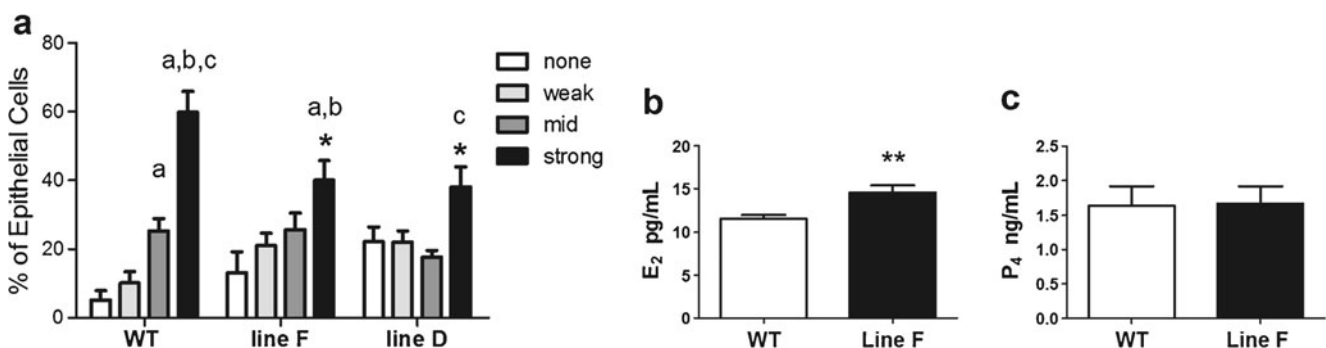 a
% of Epithelial Cells
80
60
40
20
0
a
a,b,c
a,b
*
c
*
WT
line F
line D
none
weak
mid
strong
b
E2 pg/mL
20
15
10
5
0
**
WT
Line F
c
P4 ng/mL
2.5
2.0
1.5
1.0
0.5
0.0
WT
Line F